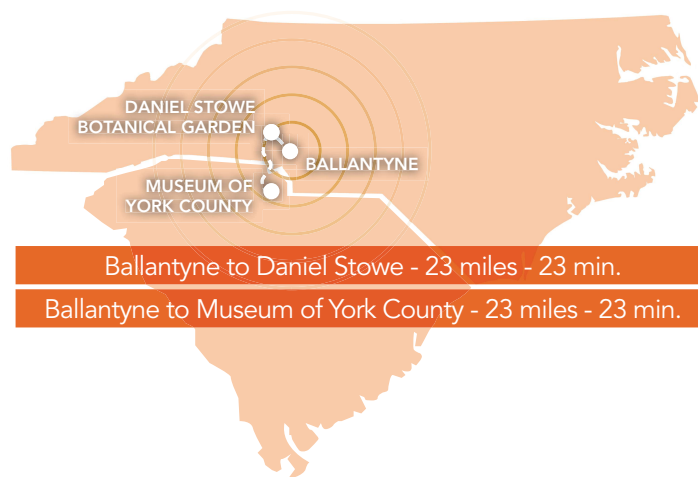 DANIEL STOWE
BOTANICAL GARDEN
BALLANTYNE
MUSEUM OF
YORK COUNTY
Ballantyne to Daniel Stowe - 23 miles - 23 min.
Ballantyne to Museum of York County - 23 miles - 23 min.